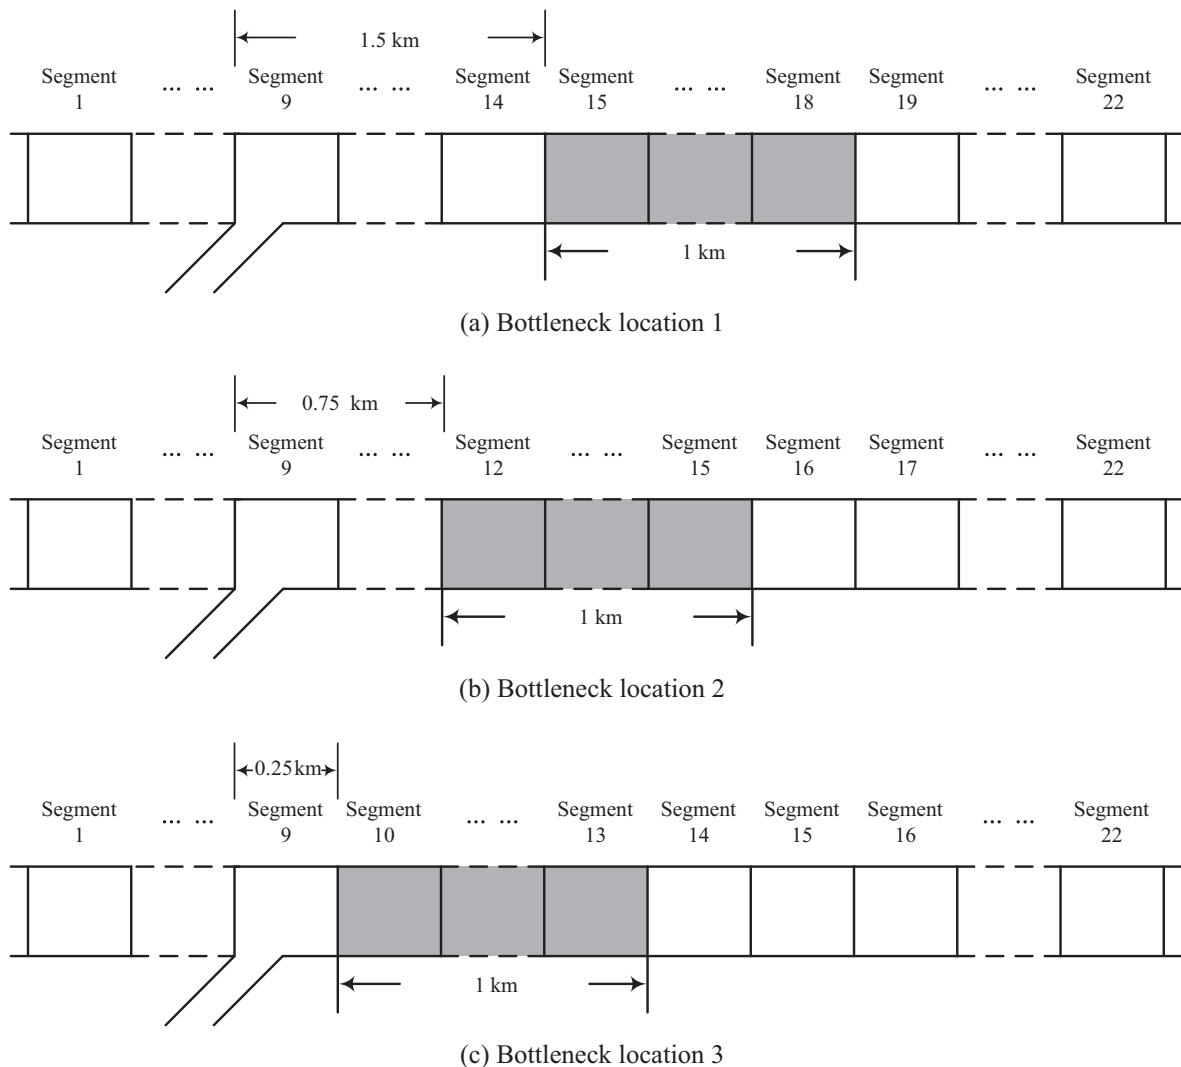 1.5 km
Segment 1 ... ... Segment 9 ... ... Segment 14 Segment 15 ... ... Segment 18 Segment 19 ... ... Segment 22
1 km
(a) Bottleneck location 1
0.75 km
Segment 1 ... ... Segment 9 ... ... Segment 12 ... ... Segment 15 Segment 16 Segment 17 ... ... Segment 22
1 km
(b) Bottleneck location 2
0.25 km
Segment 1 ... ... Segment 9 Segment 10 ... ... Segment 13 Segment 14 Segment 15 Segment 16 ... ... Segment 22
1 km
(c) Bottleneck location 3